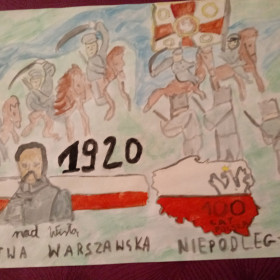 1920
100
nad Wisłą
TWA WARSZAWSKA
NIEPODLEG-